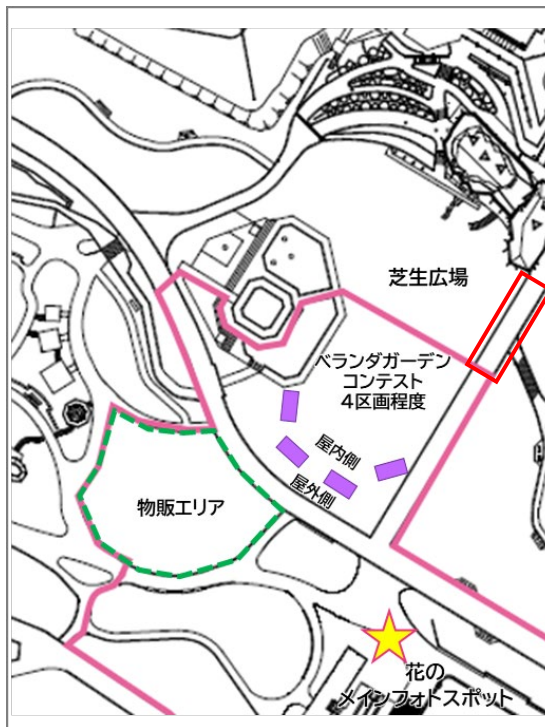 芝生広場
ベランダガーデン
コンテスト
4区画程度
屋内側
屋外側
物販エリア
花の
メインフォトスポット